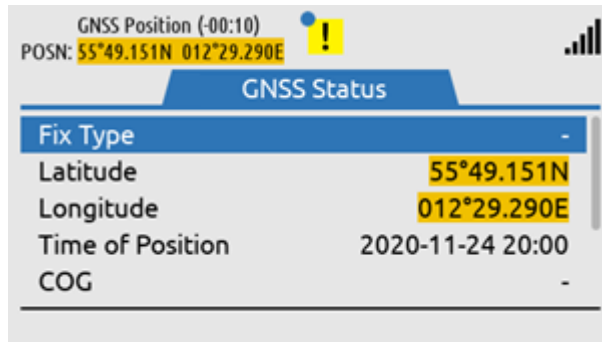 GNSS Position (-00:10)
POSN: 55°49.151N 012°29.290E
!
GNSS Status
Fix Type -
Latitude 55°49.151N
Longitude 012°29.290E
Time of Position 2020-11-24 20:00
COG -